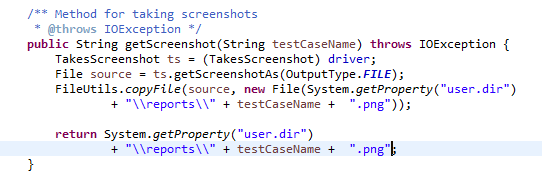 /** Method for taking screenshots
 * @throws IOException */
public String getScreenshot(String testCaseName) throws IOException {
    TakesScreenshot ts = (TakesScreenshot) driver;
    File source = ts.getScreenshotAs(OutputType.FILE);
    FileUtils.copyFile(source, new File(System.getProperty("user.dir")
            + "\\reports\\" + testCaseName +  ".png"));

    return System.getProperty("user.dir")
            + "\\reports\\" + testCaseName +  ".png";
}